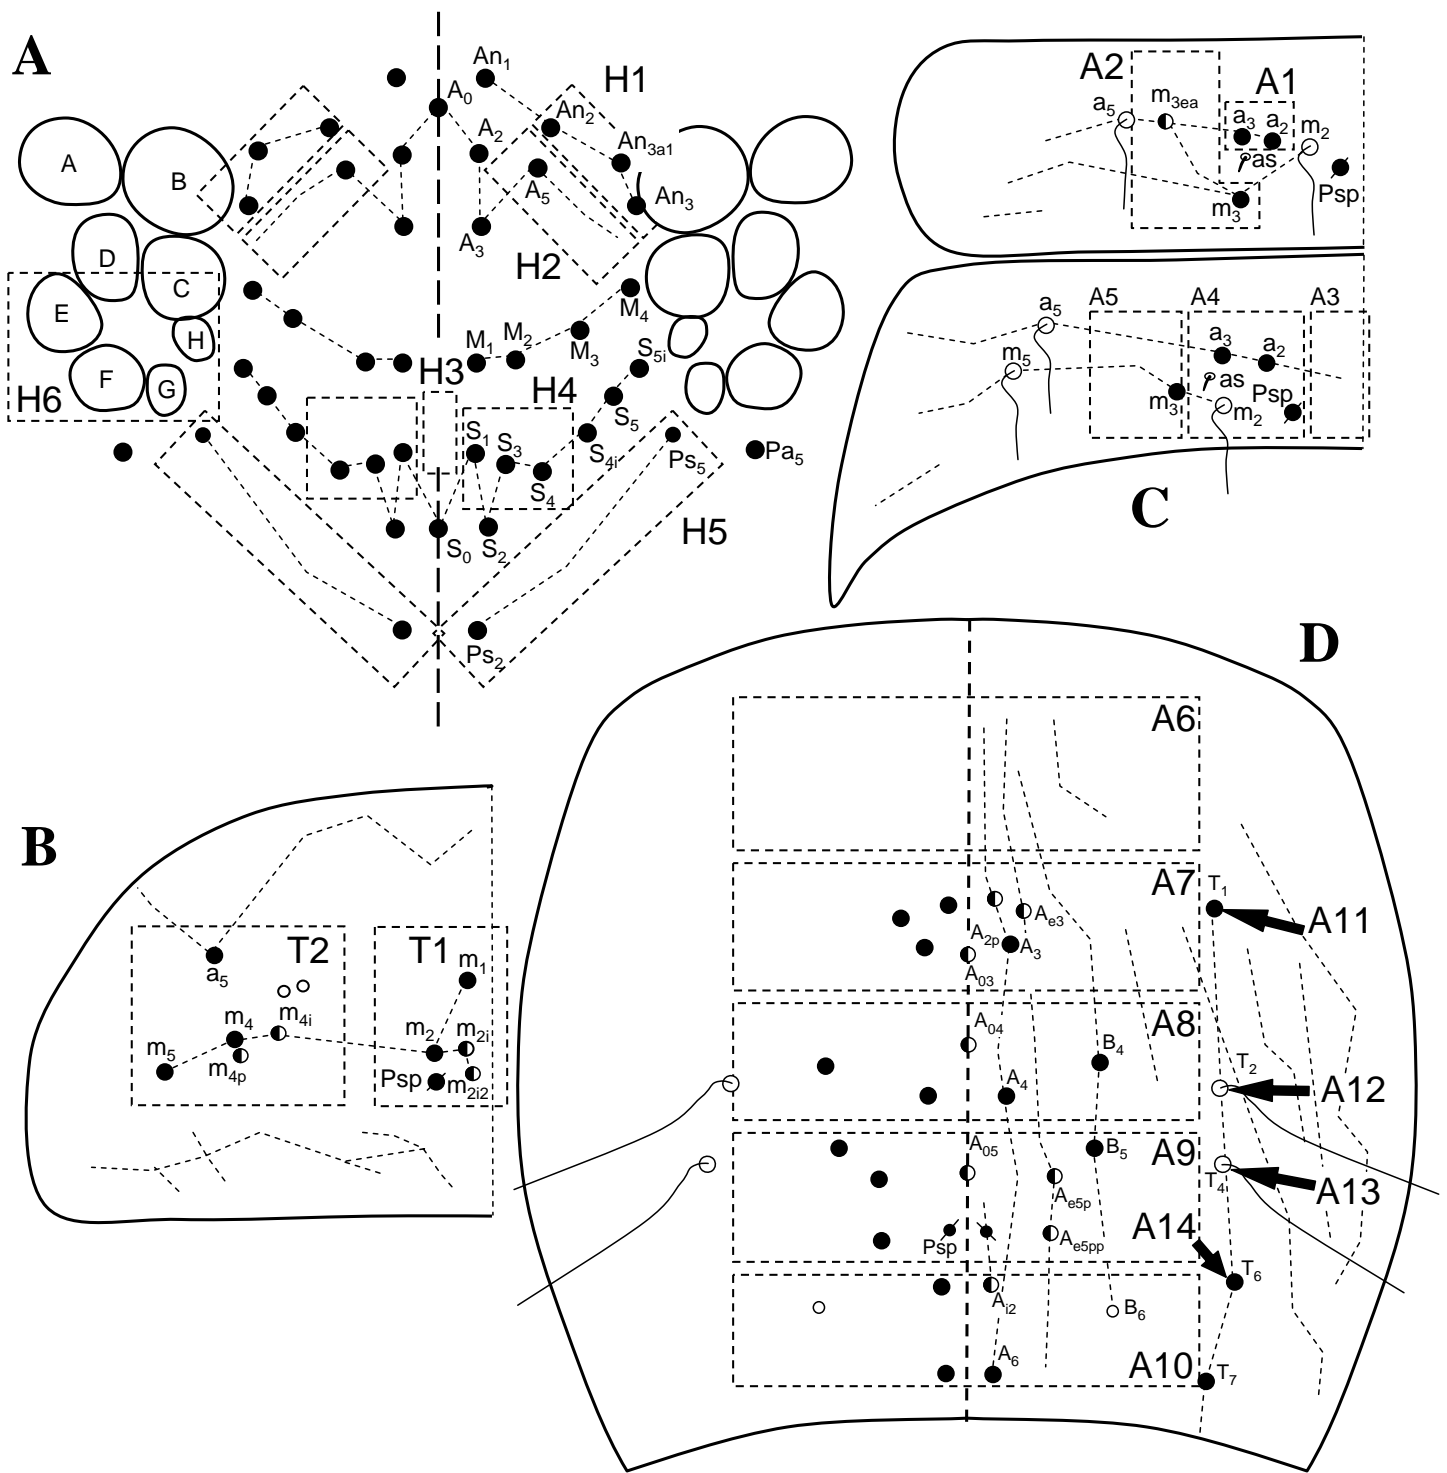 A
An₁
H1
A₀
An₂
A₂
An₃ₐ₁
A
B
A₅
An₃
A₃
D
H2
C
E
M₄
H
M₁
M₂
M₃
H3
S₅ᵢ
F
G
H6
H4
S₅
S₁
S₃
S₄ᵢ
Ps₅
Pa₅
S₄
H5
S₀
S₂
Ps₂
A2
A1
a₅
m₃ₑₐ
a₃
a₂
m₂
as
Psp
m₃
A5
A4
A3
a₅
a₃
a₂
m₅
as
m₃
Psp
m₂
C
D
B
T2
T1
a₅
m₁
m₄ᵢ
m₄
m₂
m₂ᵢ
m₅
m₄ₚ
Psp
m₂ᵢ₂
A6
A7
T₁
Aₑ₃
A11
A₂ₚ
A₃
A₀₃
A₀₄
A8
B₄
T₂
A₄
A12
A₀₅
B₅
A9
T₄
Aₑ₅ₚ
A13
A14
Psp
Aₑ₅ₚₚ
T₆
Aᵢ₂
B₆
A₆
A10
T₇